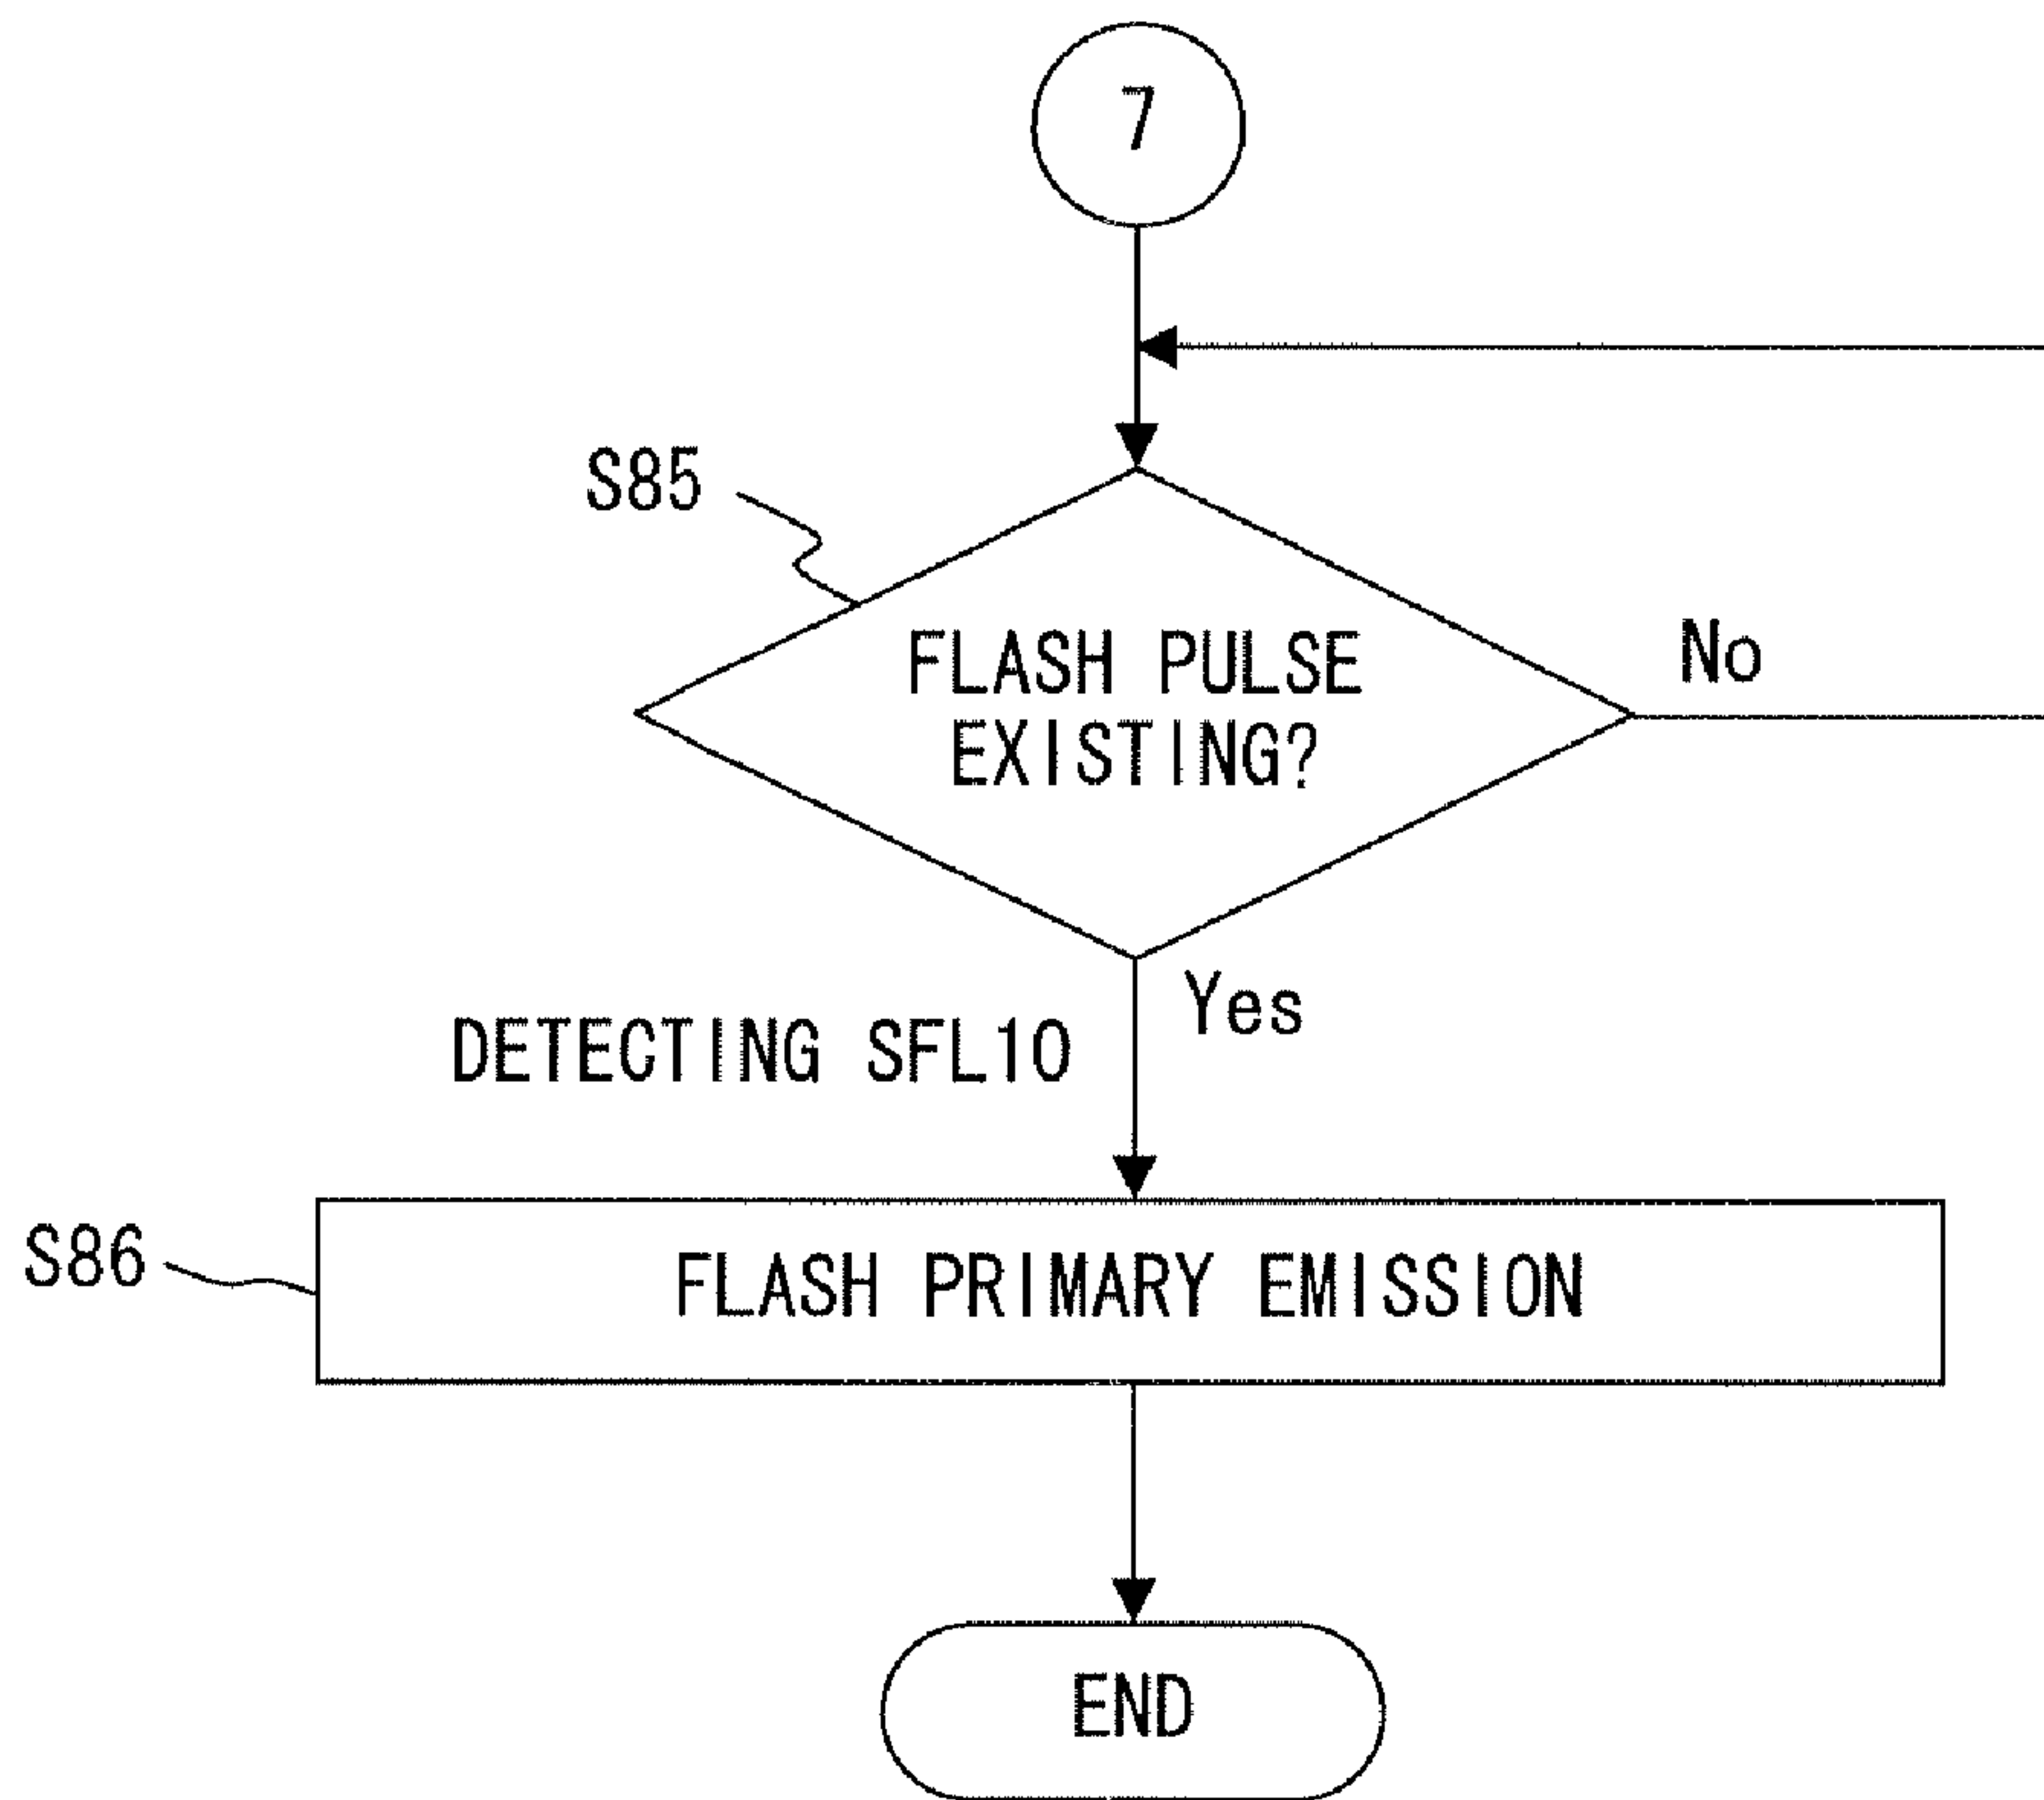 7
S85
FLASH PULSE
EXISTING?
No
Yes
DETECTING SFL10
S86
FLASH PRIMARY EMISSION
END